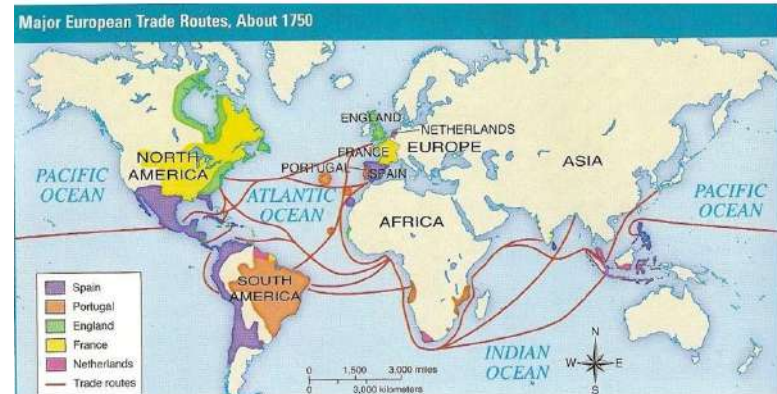 Major European Trade Routes, About 1750
ENGLAND
NETHERLANDS
FRANCE
EUROPE
NORTH
AMERICA
PORTUGAL
SPAIN
ASIA
PACIFIC
OCEAN
ATLANTIC
OCEAN
PACIFIC
OCEAN
AFRICA
SOUTH
AMERICA
Spain
Portugal
England
France
Netherlands
Trade routes
INDIAN
OCEAN
N
W
E
S
0 1,500 3,000 miles
0 3,000 kilometers